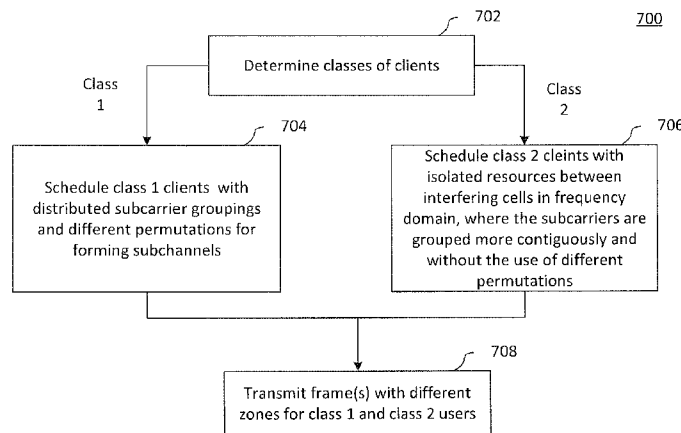 702
700
Determine classes of clients
Class
1
Class
2
704
706
Schedule class 1 clients with
distributed subcarrier groupings
and different permutations for
forming subchannels
Schedule class 2 cleints with
isolated resources between
interfering cells in frequency
domain, where the subcarriers are
grouped more contiguously and
without the use of different
permutations
708
Transmit frame(s) with different
zones for class 1 and class 2 users